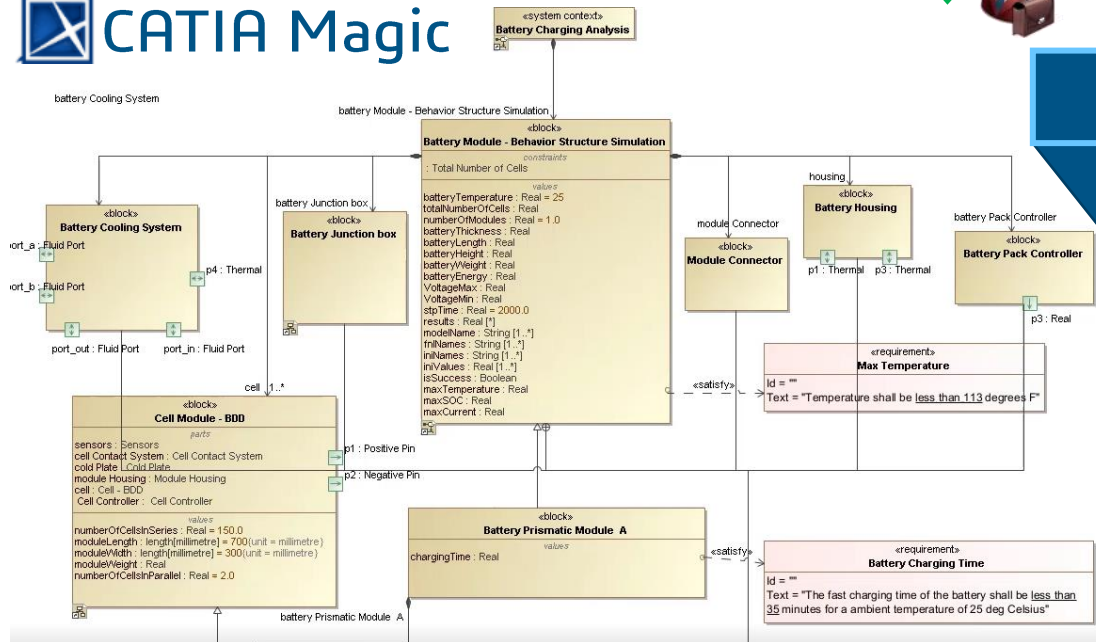 CATIA Magic
«system context»
Battery Charging Analysis
battery Cooling System
battery Module - Behavior Structure Simulation
«block»
Battery Module - Behavior Structure Simulation
constraints
: Total Number of Cells
values
batteryTemperature : Real = 25
totalNumberOfCells : Real
numberOfModules : Real = 1.0
batteryThickness : Real
batteryLength : Real
batteryHeight : Real
batteryWeight : Real
batteryEnergy : Real
VoltageMax : Real
VoltageMin : Real
stpTime : Real = 2000.0
results : Real [*]
modelName : String [1..*]
fnlNames : String [1..*]
iniNames : String [1..*]
iniValues : Real [1..*]
isSuccess : Boolean
maxTemperature : Real
maxSOC : Real
maxCurrent : Real
«block»
Battery Cooling System
ort_a : Fluid Port
ort_b : Fluid Port
p4 : Thermal
port_out : Fluid Port
port_in : Fluid Port
battery Junction box
«block»
Battery Junction box
module Connector
«block»
Module Connector
housing
«block»
Battery Housing
p1 : Thermal
p3 : Thermal
battery Pack Controller
«block»
Battery Pack Controller
p3 : Real
«satisfy»
«requirement»
Max Temperature
Id = ""
Text = "Temperature shall be less than 113 degrees F"
cell
1..*
«block»
Cell Module - BDD
parts
sensors : Sensors
cell Contact System : Cell Contact System
cold Plate : Cold Plate
module Housing : Module Housing
cell : Cell - BDD
Cell Controller : Cell Controller
values
numberOfCellsInSeries : Real = 150.0
moduleLength : length[millimetre] = 700(unit = millimetre)
moduleWidth : length[millimetre] = 300(unit = millimetre)
moduleWeight : Real
numberOfCellsInParallel : Real = 2.0
p1 : Positive Pin
p2 : Negative Pin
«block»
Battery Prismatic Module A
values
chargingTime : Real
battery Prismatic Module A
«satisfy»
«requirement»
Battery Charging Time
Id = ""
Text = "The fast charging time of the battery shall be less than
35 minutes for a ambient temperature of 25 deg Celsius"